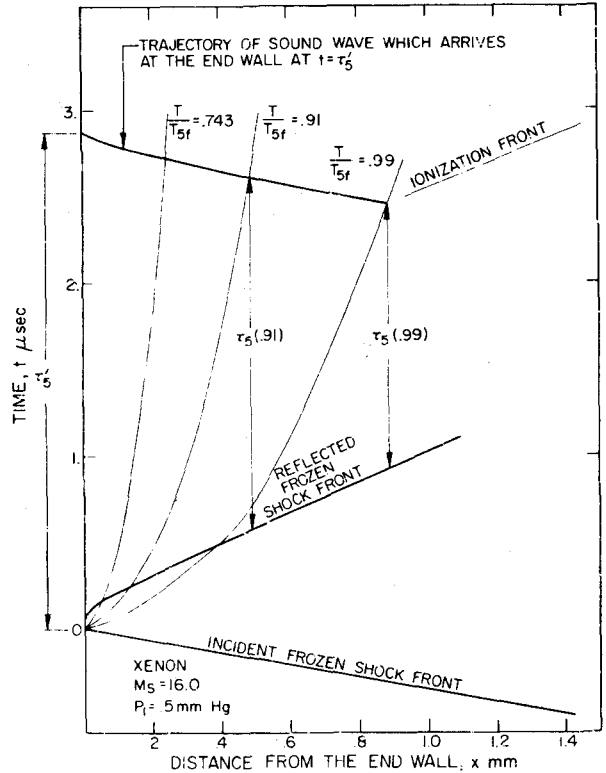 TRAJECTORY OF SOUND WAVE WHICH ARRIVES
AT THE END WALL AT t=τ₅′
3.
T/T₅f = .743
T/T₅f = .91
T/T₅f = .99
IONIZATION FRONT
2.
TIME, t μsec
τ₅′
τ₅(.91)
τ₅(.99)
1.
REFLECTED
FROZEN
SHOCK FRONT
0
INCIDENT FROZEN SHOCK FRONT
XENON
Mₛ = 16.0
P₁ = .5 mm Hg
.2 .4 .6 .8 1.0 1.2 1.4
DISTANCE FROM THE END WALL, x mm